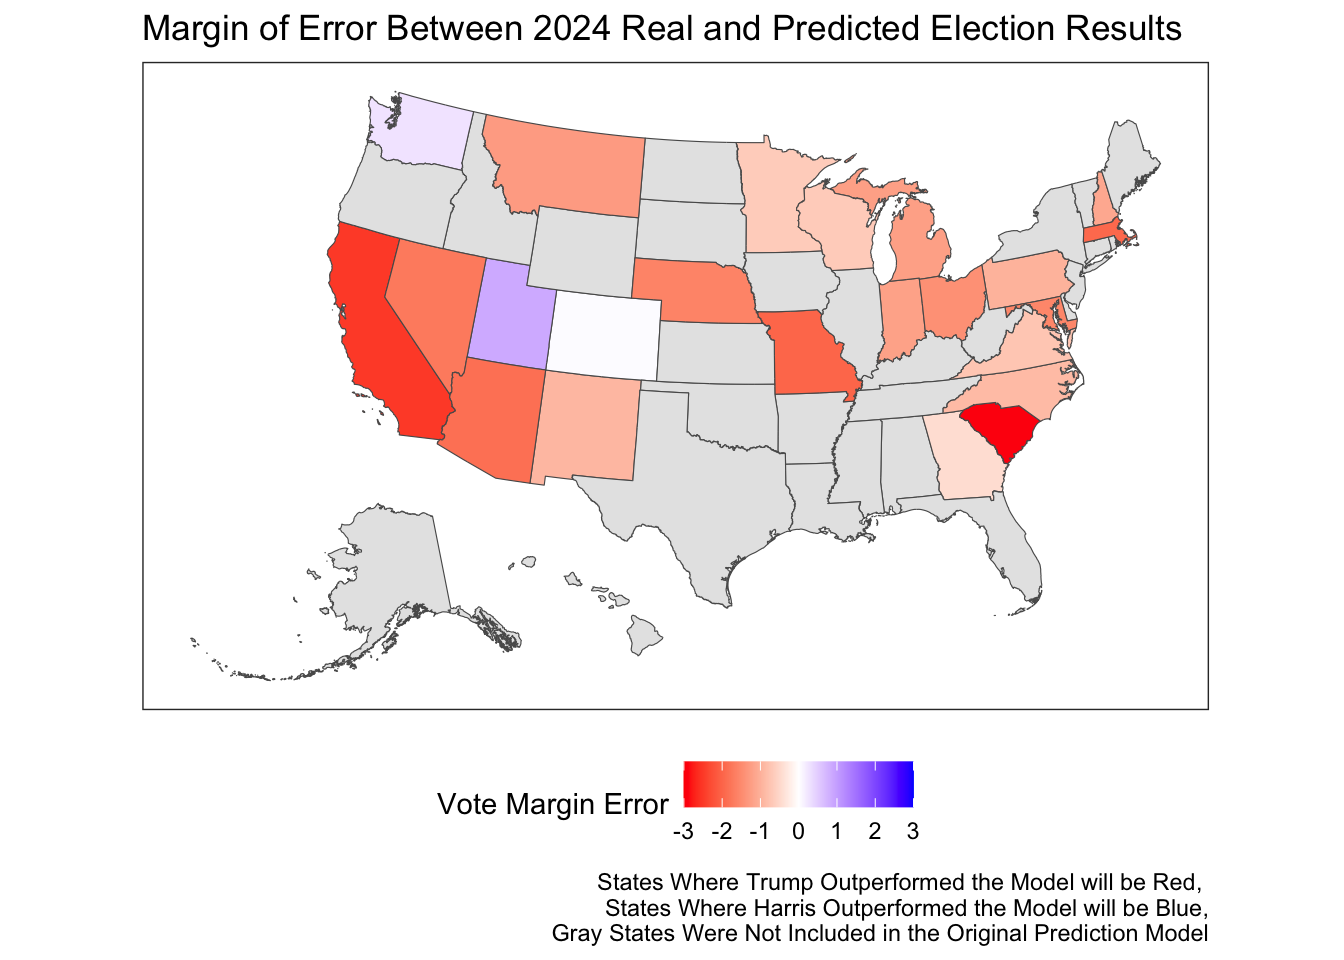 Margin of Error Between 2024 Real and Predicted Election Results
Vote Margin Error
-3 -2 -1 0 1 2 3
States Where Trump Outperformed the Model will be Red,
States Where Harris Outperformed the Model will be Blue,
Gray States Were Not Included in the Original Prediction Model